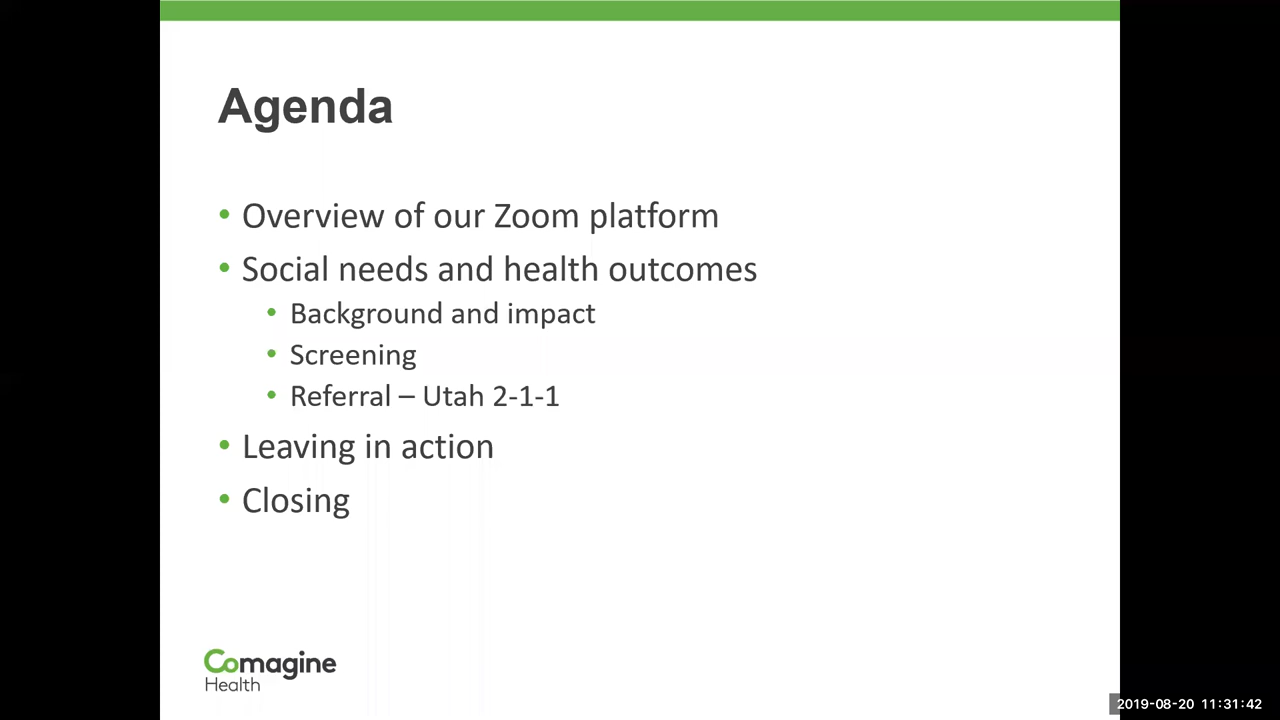 Agenda
• Overview of our Zoom platform
• Social needs and health outcomes
• Background and impact
• Screening
• Referral – Utah 2-1-1
• Leaving in action
• Closing
Comagine
Health
2019-08-20 11:31:42